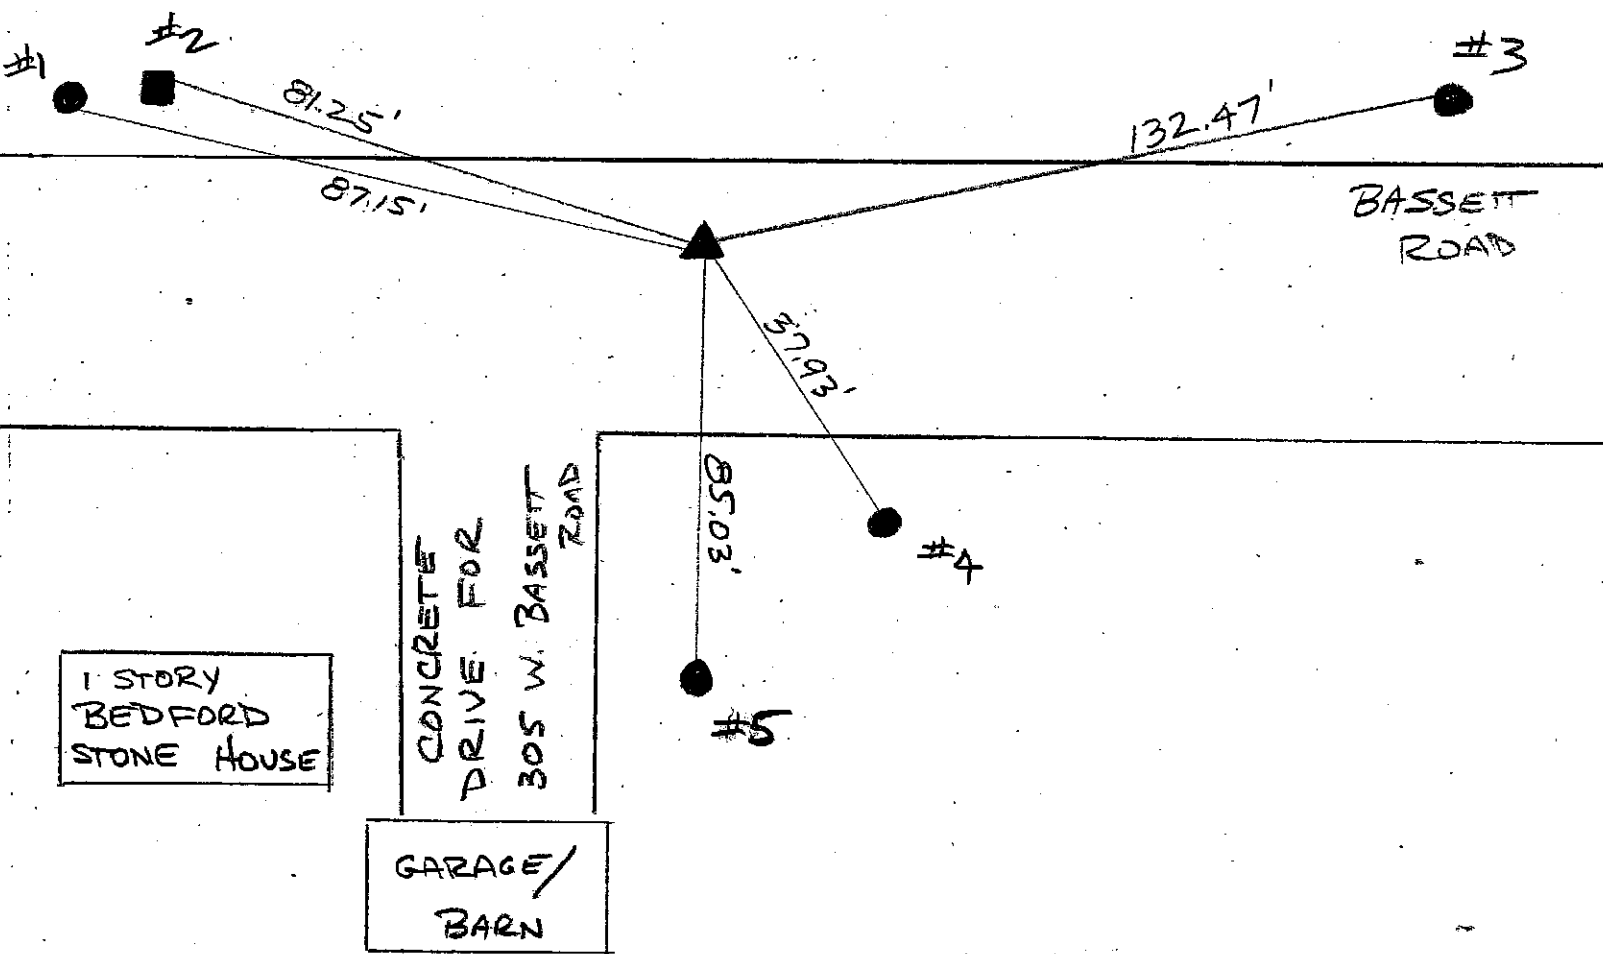 #1
#2
#3
81.25'
87.15'
132.47'
BASSETT
ROAD
37.93'
85.03'
#4
#5
CONCRETE
DRIVE FOR
305 W. BASSETT
ROAD
1 STORY
BEDFORD
STONE HOUSE
GARAGE/
BARN